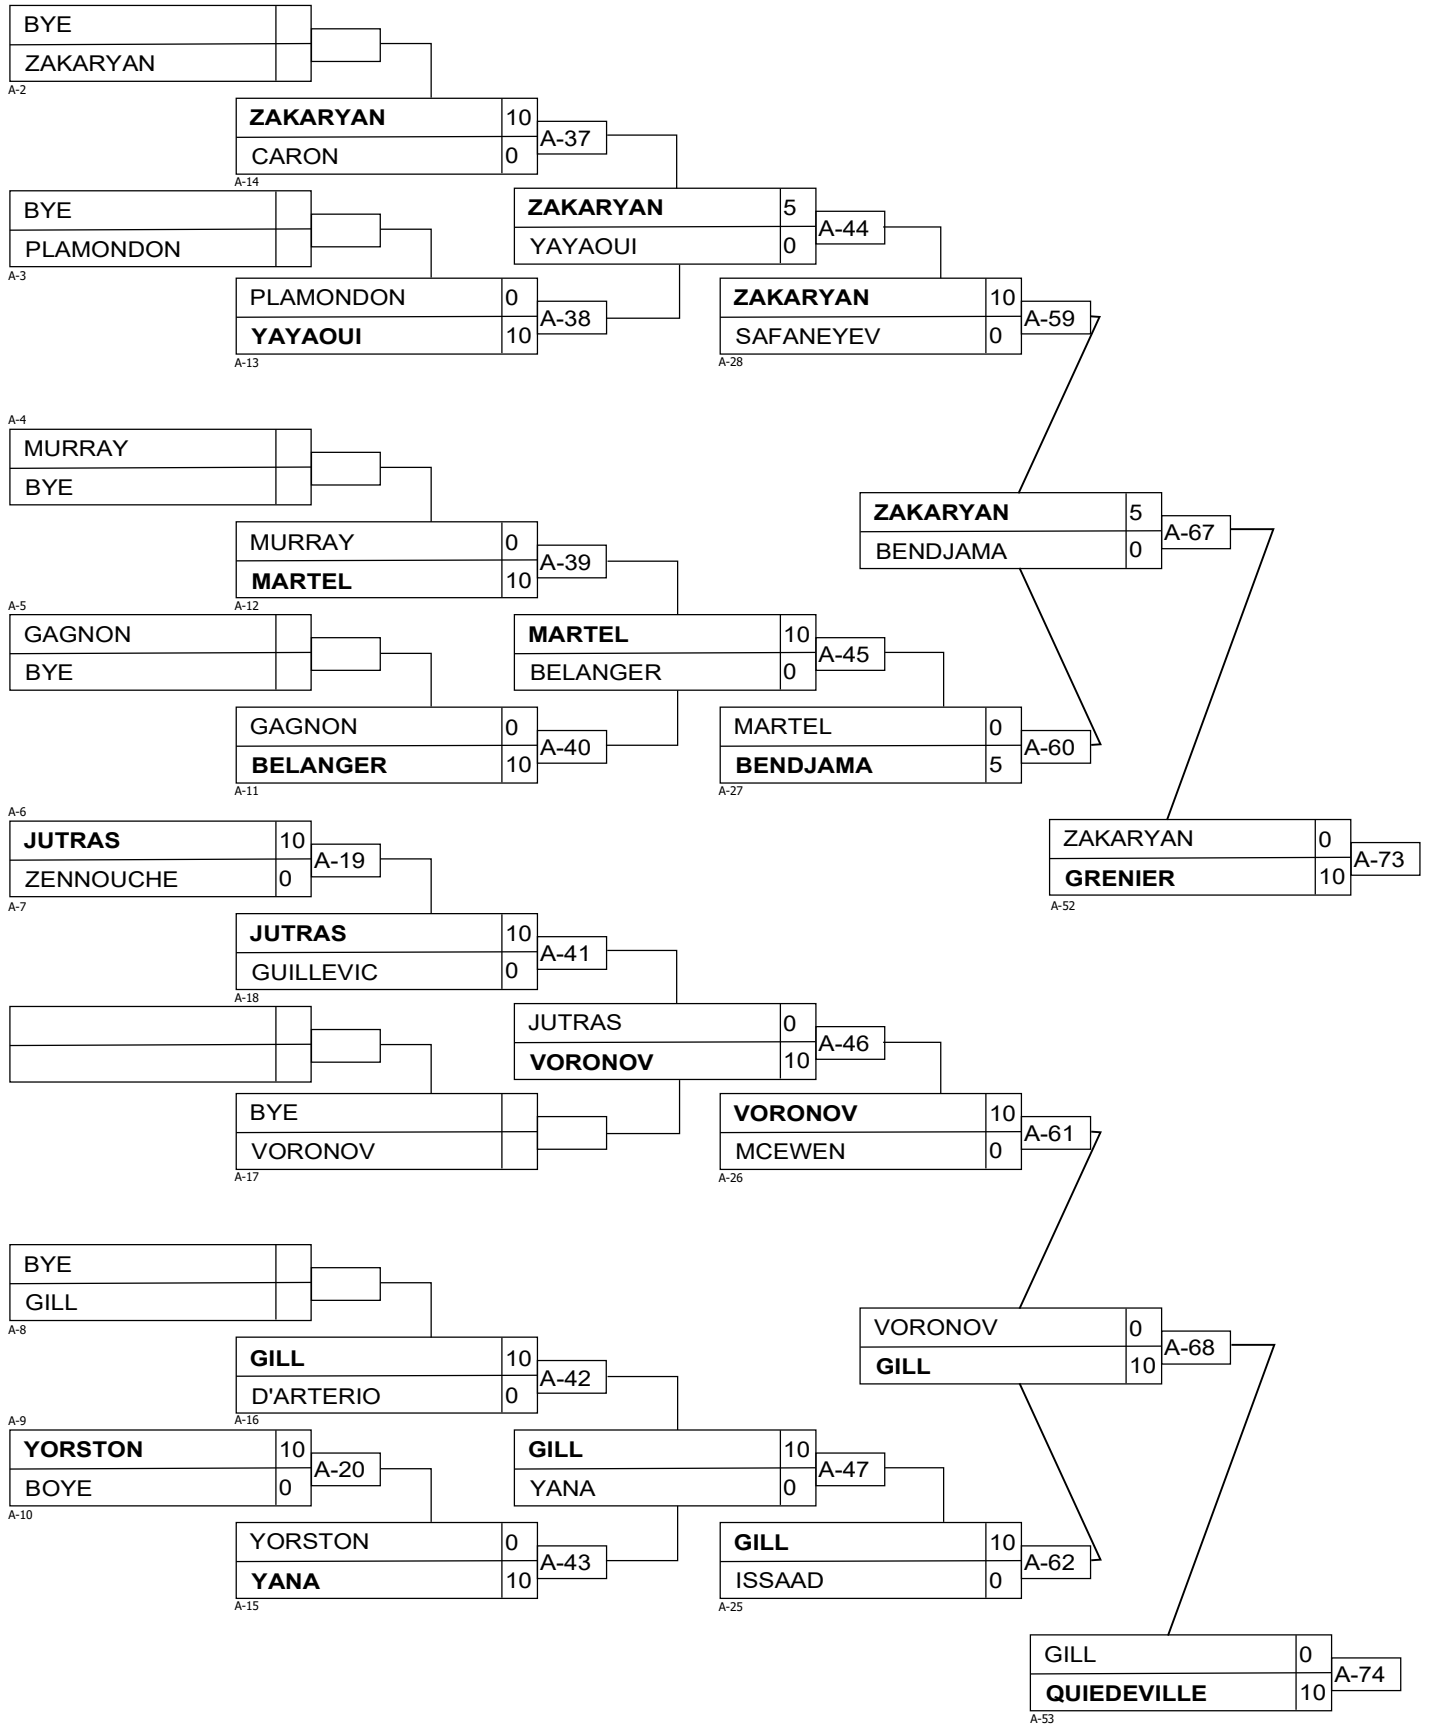 BYE
ZAKARYAN
A-2
ZAKARYAN 10
A-37
CARON 0
A-14
BYE
PLAMONDON
A-3
ZAKARYAN 5
A-44
YAYAOUI 0
PLAMONDON 0
A-38
YAYAOUI 10
A-13
ZAKARYAN 10
A-59
SAFANEYEV 0
A-28
A-4
MURRAY
BYE
ZAKARYAN 5
A-67
BENDJAMA 0
MURRAY 0
A-39
MARTEL 10
A-12
A-5
GAGNON
BYE
MARTEL 10
A-45
BELANGER 0
GAGNON 0
A-40
BELANGER 10
A-11
MARTEL 0
A-60
BENDJAMA 5
A-27
A-6
JUTRAS 10
A-19
ZENNOUCHE 0
A-7
ZAKARYAN 0
A-73
GRENIER 10
A-52
JUTRAS 10
A-41
GUILLEVIC 0
A-18
JUTRAS 0
A-46
VORONOV 10
BYE
VORONOV
A-17
VORONOV 10
A-61
MCEWEN 0
A-26
BYE
GILL
A-8
VORONOV 0
A-68
GILL 10
GILL 10
A-42
D'ARTERIO 0
A-16
A-9
YORSTON 10
A-20
BOYE 0
A-10
GILL 10
A-47
YANA 0
YORSTON 0
A-43
YANA 10
A-15
GILL 10
A-62
ISSAAD 0
A-25
GILL 0
A-74
QUIEDEVILLE 10
A-53